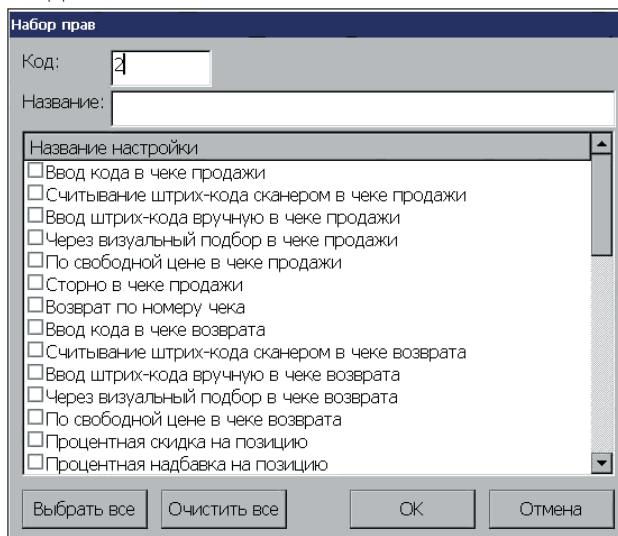 Набор прав
Код: 2
Название:
Название настройки
Ввод кода в чеке продажи
Считывание штрих-кода сканером в чеке продажи
Ввод штрих-кода вручную в чеке продажи
Через визуальный подбор в чеке продажи
По свободной цене в чеке продажи
Сторно в чеке продажи
Возврат по номеру чека
Ввод кода в чеке возврата
Считывание штрих-кода сканером в чеке возврата
Ввод штрих-кода вручную в чеке возврата
Через визуальный подбор в чеке возврата
По свободной цене в чеке возврата
Процентная скидка на позицию
Процентная надбавка на позицию
Выбрать все Очистить все OK Отмена